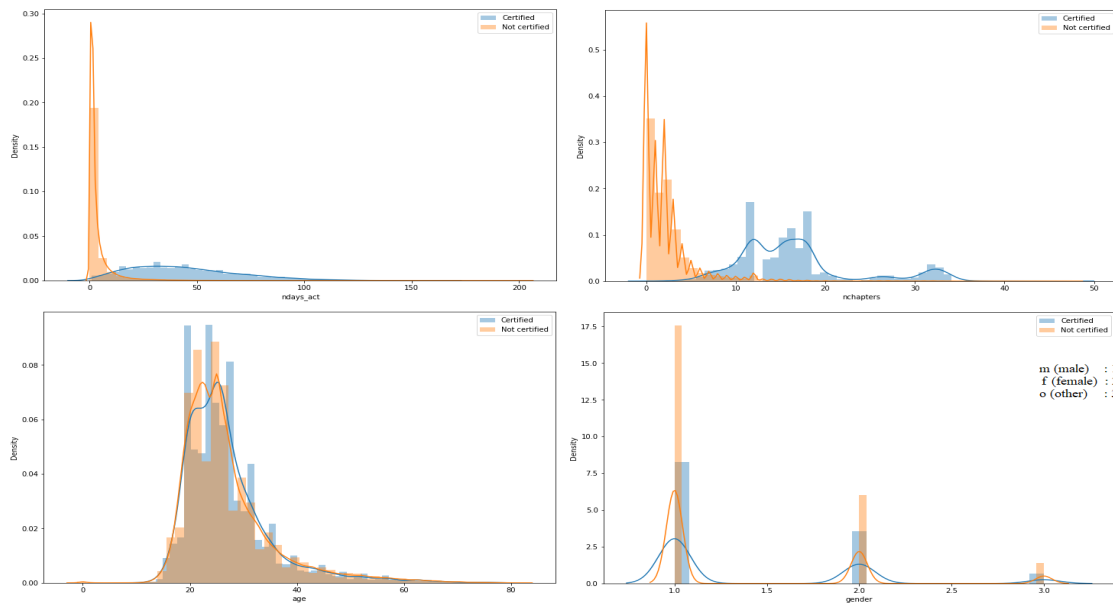 0.30
0.25
0.20
0.15
0.10
0.05
0.00
Density
0
50
100
150
200
ndays_act
Certified
Not certified
0.5
0.4
0.3
0.2
0.1
0.0
Density
0
10
20
30
40
50
nchapters
Certified
Not certified
0.08
0.06
0.04
0.02
0.00
Density
0
20
40
60
80
age
Certified
Not certified
17.5
15.0
12.5
10.0
7.5
5.0
2.5
0.0
Density
1.0
1.5
2.0
2.5
3.0
gender
Certified
Not certified
m (male) :
f (female) :
o (other) :